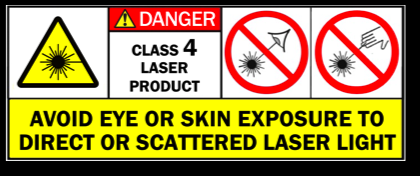 DANGER
CLASS 4
LASER
PRODUCT
AVOID EYE OR SKIN EXPOSURE TO
DIRECT OR SCATTERED LASER LIGHT